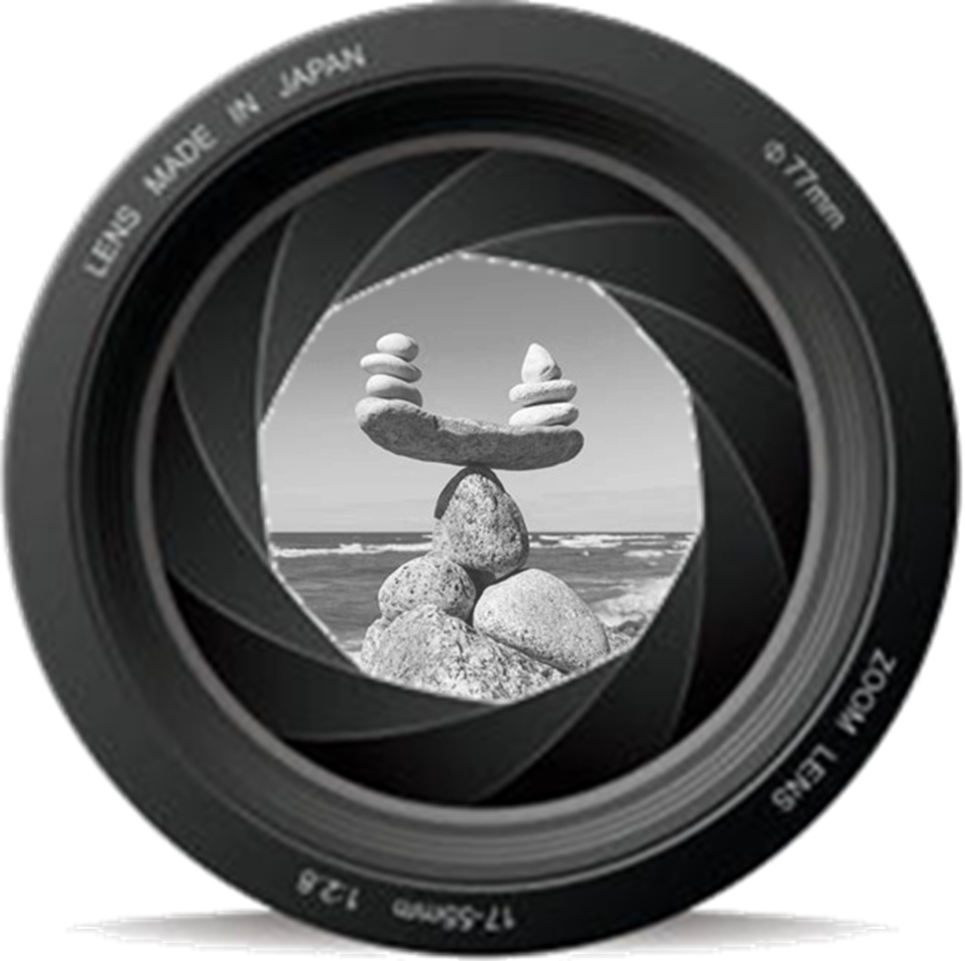 LENS MADE IN JAPAN
Φ 77mm
ZOOM LENS
17-55mm 1:2.8